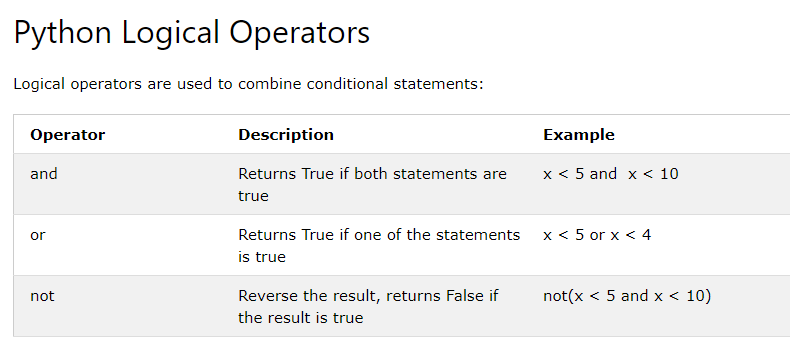 Python Logical Operators
Logical operators are used to combine conditional statements:
Operator Description Example
and Returns True if both statements are x < 5 and  x < 10
true
or Returns True if one of the statements x < 5 or x < 4
is true
not Reverse the result, returns False if not(x < 5 and x < 10)
the result is true